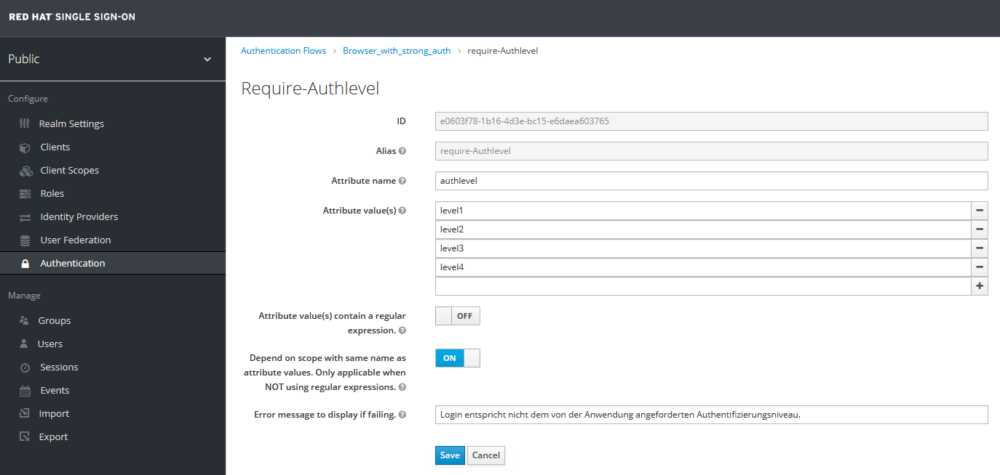 RED HAT SINGLE SIGN-ON
Public
Configure
Realm Settings
Clients
Client Scopes
Roles
Identity Providers
User Federation
Authentication
Manage
Groups
Users
Sessions
Events
Import
Export
Authentication Flows › Browser_with_strong_auth › require-Authlevel
Require-Authlevel
ID e0603f78-1b16-4d3e-bc15-e6daea603765
Alias require-Authlevel
Attribute name authlevel
Attribute value(s) level1
level2
level3
level4
Attribute value(s) contain a regular
expression.
OFF
Depend on scope with same name as
attribute values. Only applicable when
NOT using regular expressions.
ON
Error message to display if failing. Login entspricht nicht dem von der Anwendung angeforderten Authentifizierungsniveau.
Save Cancel